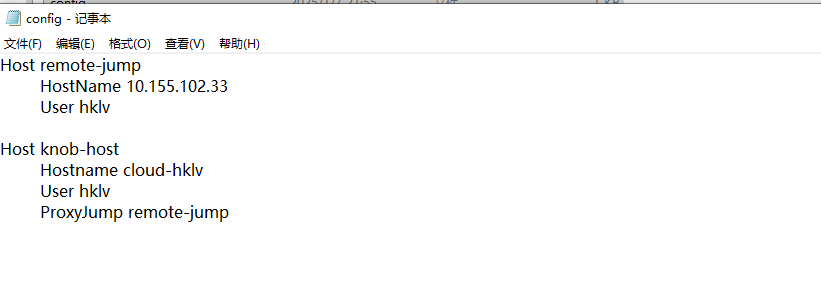 config - 记事本
文件(F) 编辑(E) 格式(O) 查看(V) 帮助(H)
Host remote-jump
HostName 10.155.102.33
User hklv
Host knob-host
Hostname cloud-hklv
User hklv
ProxyJump remote-jump